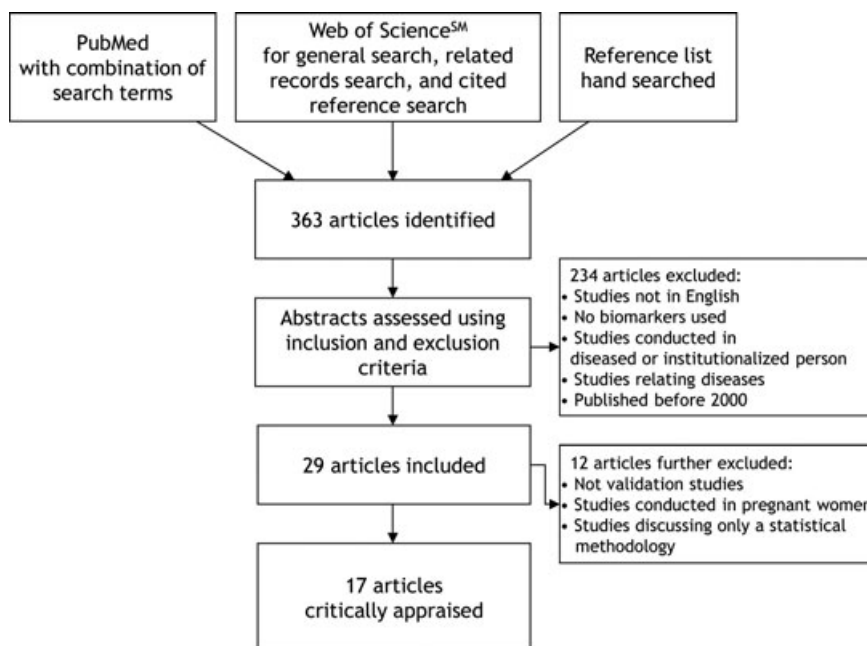 PubMed
with combination of
search terms
Web of Science℠
for general search, related
records search, and cited
reference search
Reference list
hand searched
363 articles identified
234 articles excluded:
• Studies not in English
• No biomarkers used
• Studies conducted in
diseased or institutionalized person
• Studies relating diseases
• Published before 2000
Abstracts assessed using
inclusion and exclusion
criteria
29 articles included
12 articles further excluded:
• Not validation studies
• Studies conducted in pregnant women
• Studies discussing only a statistical
methodology
17 articles
critically appraised